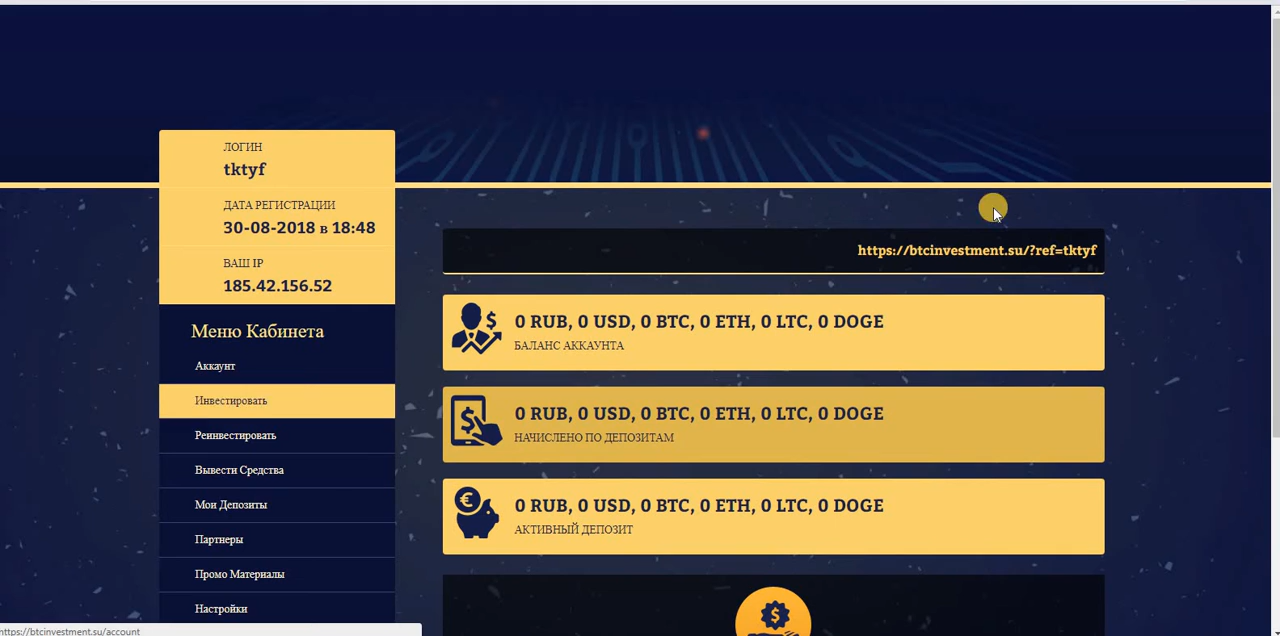 ЛОГИН
tktyf
ДАТА РЕГИСТРАЦИИ
30-08-2018 в 18:48
ВАШ IP
185.42.156.52
Меню Кабинета
Аккаунт
Инвестировать
Реинвестировать
Вывести Средства
Мои Депозиты
Партнеры
Промо Материалы
Настройки
https://btcinvestment.su/?ref=tktyf
0 RUB, 0 USD, 0 BTC, 0 ETH, 0 LTC, 0 DOGE
БАЛАНС АККАУНТА
0 RUB, 0 USD, 0 BTC, 0 ETH, 0 LTC, 0 DOGE
НАЧИСЛЕНО ПО ДЕПОЗИТАМ
0 RUB, 0 USD, 0 BTC, 0 ETH, 0 LTC, 0 DOGE
АКТИВНЫЙ ДЕПОЗИТ
https://btcinvestment.su/account